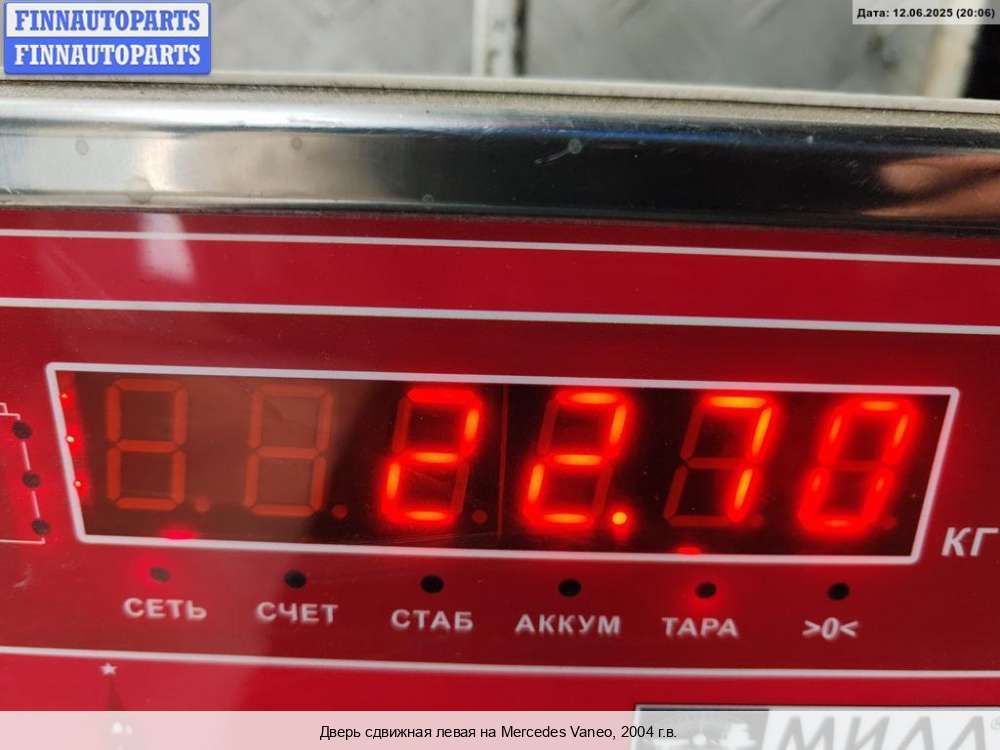 FINNAUTOPARTS
FINNAUTOPARTS
Дата: 12.06.2025 (20:06)
22.70
КГ
СЕТЬ СЧЕТ СТАБ АККУМ ТАРА >0<
Дверь сдвижная левая на Mercedes Vaneo, 2004 г.в.